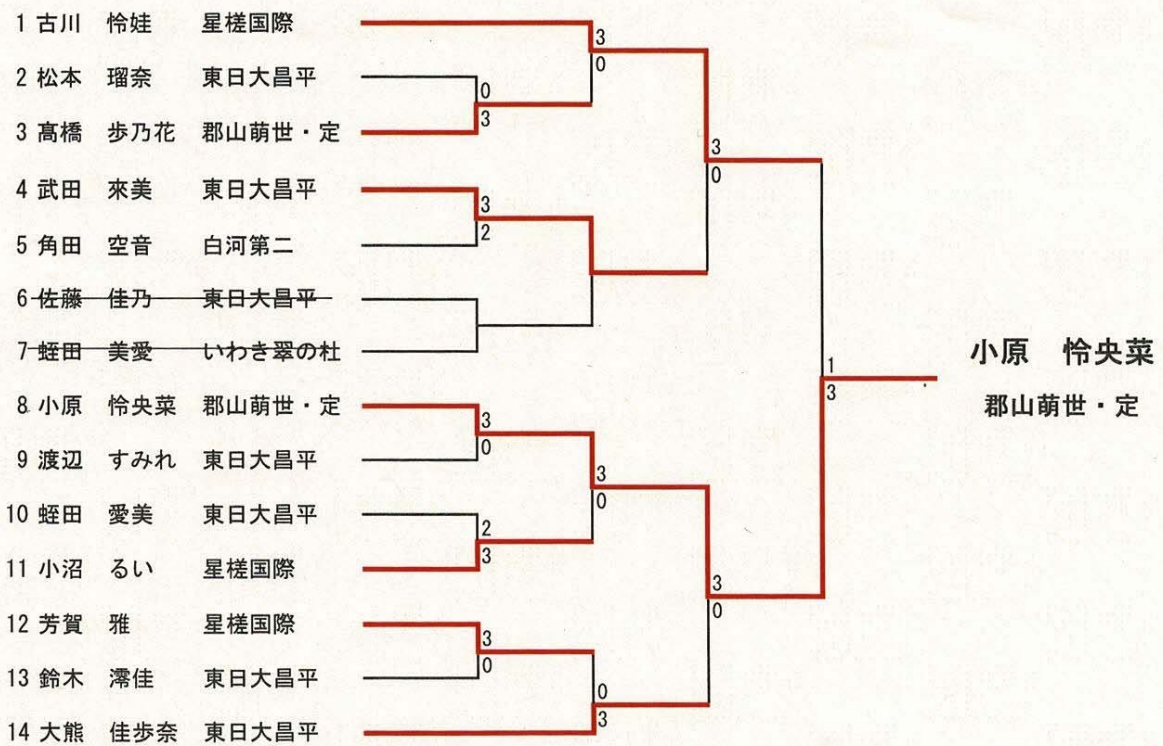 1 古川 怜娃 星槎国際
3
0
2 松本 瑠奈 東日大昌平
0
3
3 髙橋 歩乃花 郡山萌世・定
3
0
4 武田 來美 東日大昌平
3
2
5 角田 空音 白河第二
6 佐藤 佳乃 東日大昌平
7 蛭田 美愛 いわき翠の杜
1
3
小原 怜央菜
郡山萌世・定
8 小原 怜央菜 郡山萌世・定
3
0
9 渡辺 すみれ 東日大昌平
3
0
10 蛭田 愛美 東日大昌平
2
3
11 小沼 るい 星槎国際
3
0
12 芳賀 雅 星槎国際
3
0
13 鈴木 澪佳 東日大昌平
0
3
14 大熊 佳歩奈 東日大昌平